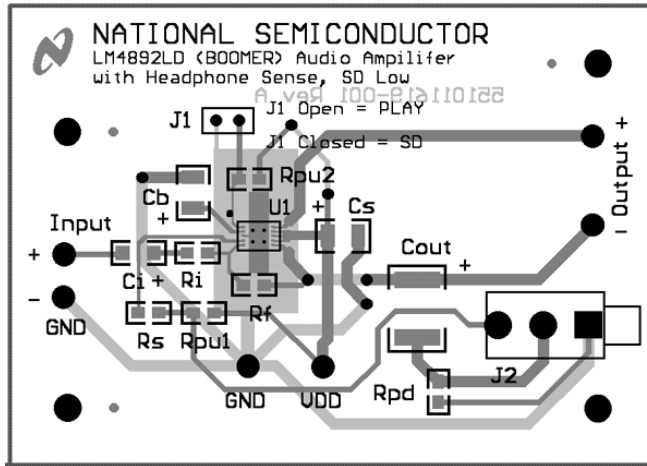 NATIONAL SEMICONDUCTOR
LM4892LD (BOOMER) Audio Ampilifer
with Headphone Sense, SD Low
551011619-001 Rev A
J1
J1 Open = PLAY
J1 Closed = SD
Rpu2
Cb
+
U1
+
Cs
Output +
-
Input
+
Ci
+
Ri
Cout
+
-
GND
Rf
Rs
Rpu1
J2
GND
VDD
Rpd